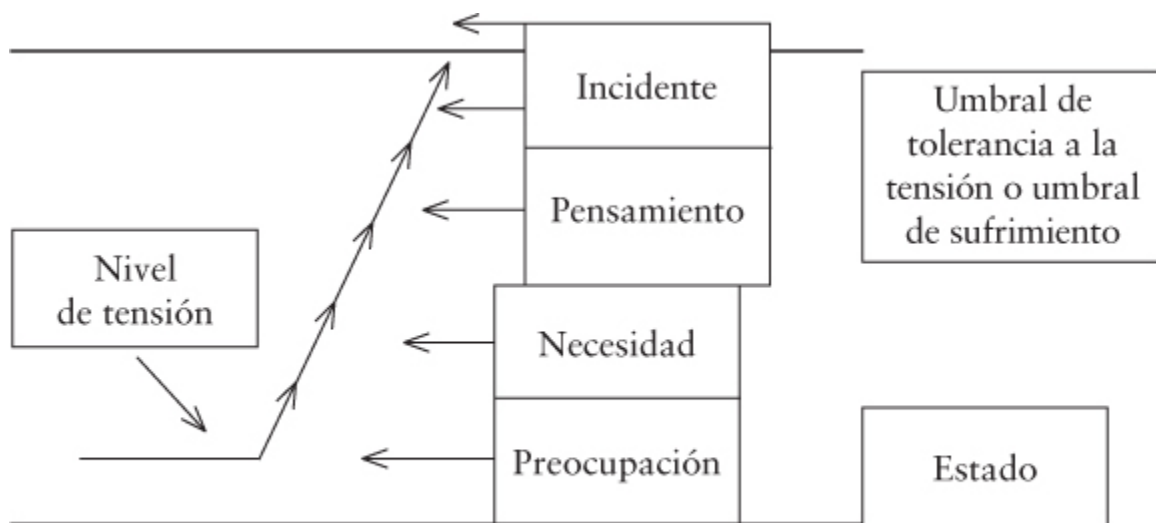 Incidente
Umbral de
tolerancia a la
tensión o umbral
de sufrimiento
Pensamiento
Nivel
de tensión
Necesidad
Preocupación
Estado